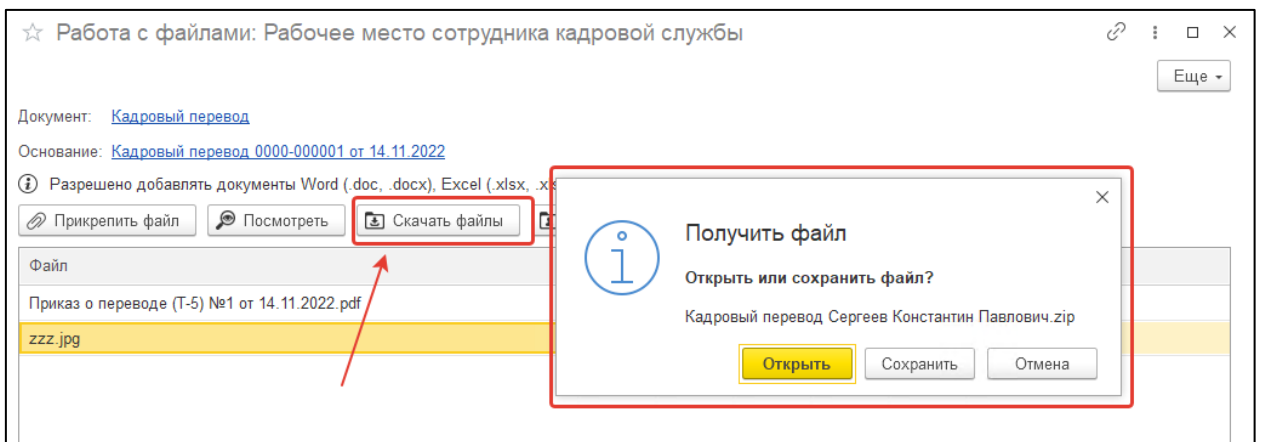 Работа с файлами: Рабочее место сотрудника кадровой службы
Еще
Документ: Кадровый перевод
Основание: Кадровый перевод 0000-000001 от 14.11.2022
Разрешено добавлять документы Word (.doc, .docx), Excel (.xlsx,
Прикрепить файл Посмотреть Скачать файлы
Файл
Приказ о переводе (Т-5) №1 от 14.11.2022.pdf
zzz.jpg
Получить файл
Открыть или сохранить файл?
Кадровый перевод Сергеев Константин Павлович.zip
Открыть Сохранить Отмена